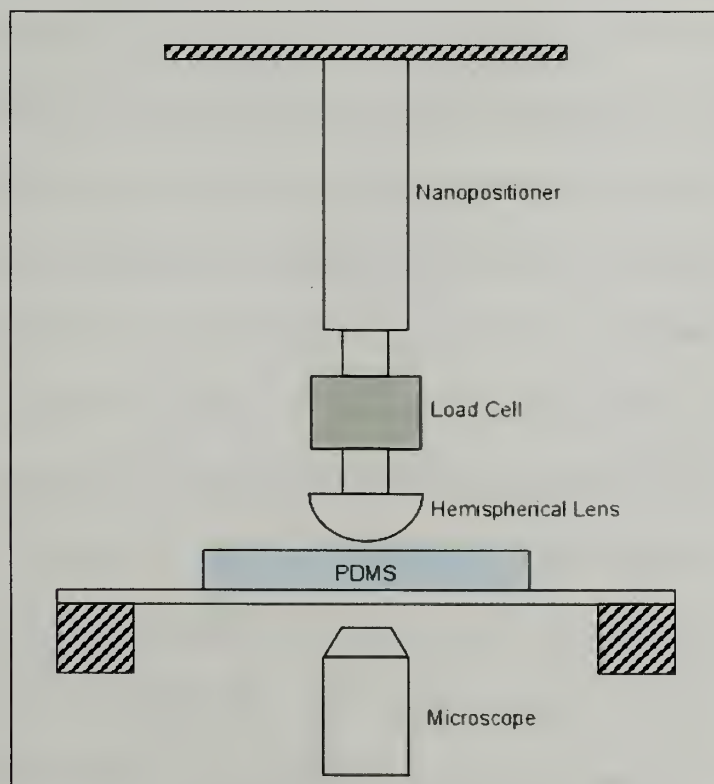 Nanopositioner
Load Cell
Hemispherical Lens
PDMS
Microscope